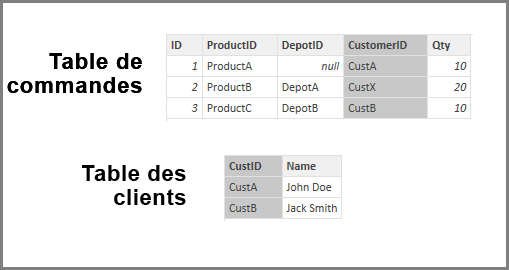 Table de
commandes
ID ProductID DepotID CustomerID Qty
1 ProductA null CustA 10
2 ProductB DepotA CustX 20
3 ProductC DepotB CustB 10
Table des
clients
CustID Name
CustA John Doe
CustB Jack Smith